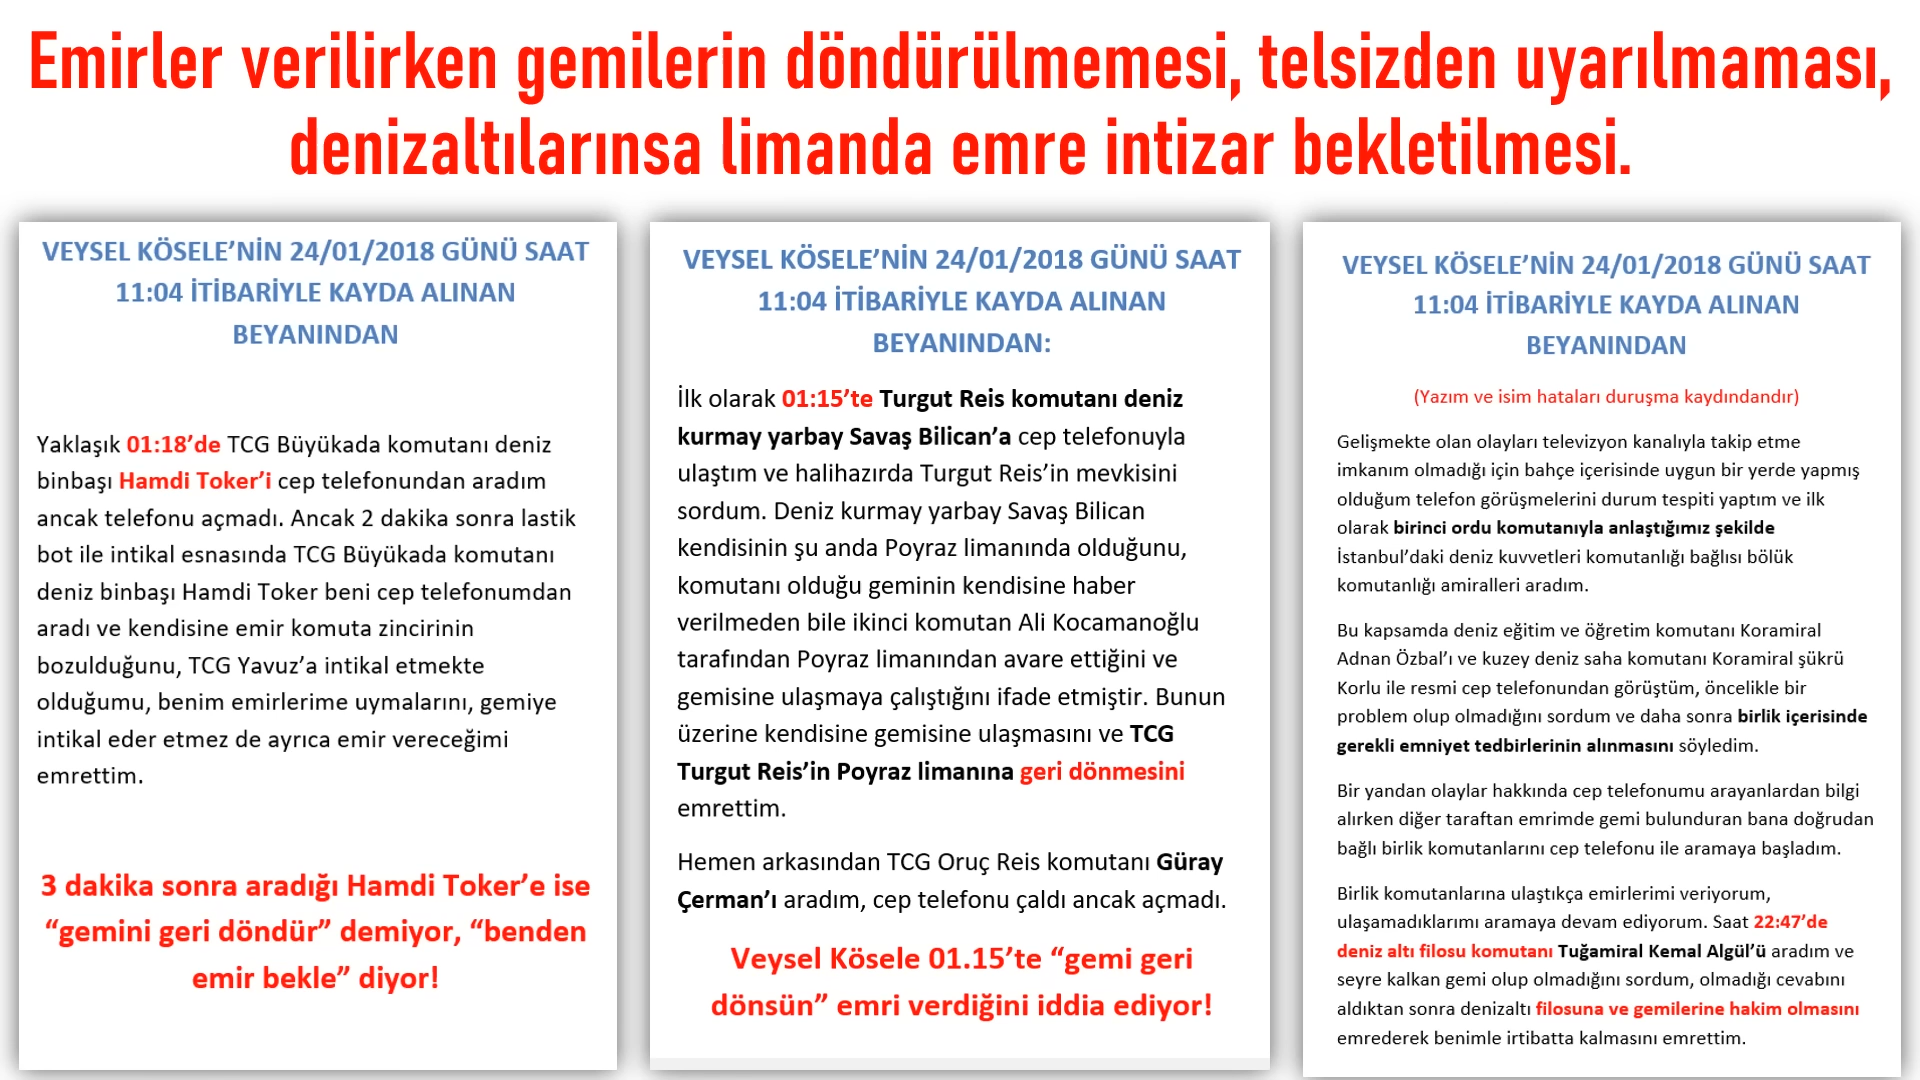 Emirler verilirken gemilerin döndürülmemesi, telsizden uyarılmaması,
denizaltılarınsa limanda emre intizar bekletilmesi.
VEYSEL KÖSELE’NİN 24/01/2018 GÜNÜ SAAT
11:04 İTİBARİYLE KAYDA ALINAN
BEYANINDAN
Yaklaşık 01:18’de TCG Büyükada komutanı deniz
binbaşı Hamdi Toker’i cep telefonundan aradım
ancak telefonu açmadı. Ancak 2 dakika sonra lastik
bot ile intikal esnasında TCG Büyükada komutanı
deniz binbaşı Hamdi Toker beni cep telefonumdan
aradı ve kendisine emir komuta zincirinin
bozulduğunu, TCG Yavuz’a intikal etmekte
olduğumu, benim emirlerime uymalarını, gemiye
intikal eder etmez de ayrıca emir vereceğimi
emrettim.
3 dakika sonra aradığı Hamdi Toker’e ise
“gemini geri döndür” demiyor, “benden
emir bekle” diyor!
VEYSEL KÖSELE’NİN 24/01/2018 GÜNÜ SAAT
11:04 İTİBARİYLE KAYDA ALINAN
BEYANINDAN:
İlk olarak 01:15’te Turgut Reis komutanı deniz
kurmay yarbay Savaş Bilican’a cep telefonuyla
ulaştım ve halihazırda Turgut Reis’in mevkisini
sordum. Deniz kurmay yarbay Savaş Bilican
kendisinin şu anda Poyraz limanında olduğunu,
komutanı olduğu geminin kendisine haber
verilmeden bile ikinci komutan Ali Kocamanoğlu
tarafından Poyraz limanından avare ettiğini ve
gemisine ulaşmaya çalıştığını ifade etmiştir. Bunun
üzerine kendisine gemisine ulaşmasını ve TCG
Turgut Reis’in Poyraz limanına geri dönmesini
emrettim.
Hemen arkasından TCG Oruç Reis komutanı Güray
Çerman’ı aradım, cep telefonu çaldı ancak açmadı.
Veysel Kösele 01.15’te “gemi geri
dönsün” emri verdiğini iddia ediyor!
VEYSEL KÖSELE’NİN 24/01/2018 GÜNÜ SAAT
11:04 İTİBARİYLE KAYDA ALINAN
BEYANINDAN
(Yazım ve isim hataları duruşma kaydındandır)
Gelişmekte olan olayları televizyon kanalıyla takip etme
imkanım olmadığı için bahçe içerisinde uygun bir yerde yapmış
olduğum telefon görüşmelerini durum tespiti yaptım ve ilk
olarak birinci ordu komutanıyla anlaştığımız şekilde
İstanbul’daki deniz kuvvetleri komutanlığı bağlısı bölük
komutanlığı amiralleri aradım.
Bu kapsamda deniz eğitim ve öğretim komutanı Koramiral
Adnan Özbal’ı ve kuzey deniz saha komutanı Koramiral şükrü
Korlu ile resmi cep telefonundan görüştüm, öncelikle bir
problem olup olmadığını sordum ve daha sonra birlik içerisinde
gerekli emniyet tedbirlerinin alınmasını söyledim.
Bir yandan olaylar hakkında cep telefonumu arayanlardan bilgi
alırken diğer taraftan emrimde gemi bulunduran bana doğrudan
bağlı birlik komutanlarını cep telefonu ile aramaya başladım.
Birlik komutanlarına ulaştıkça emirlerimi veriyorum,
ulaşamadıklarımı aramaya devam ediyorum. Saat 22:47’de
deniz altı filosu komutanı Tuğamiral Kemal Algül’ü aradım ve
seyre kalkan gemi olup olmadığını sordum, olmadığı cevabını
aldıktan sonra denizaltı filosuna ve gemilerine hakim olmasını
emrederek benimle irtibatta kalmasını emrettim.